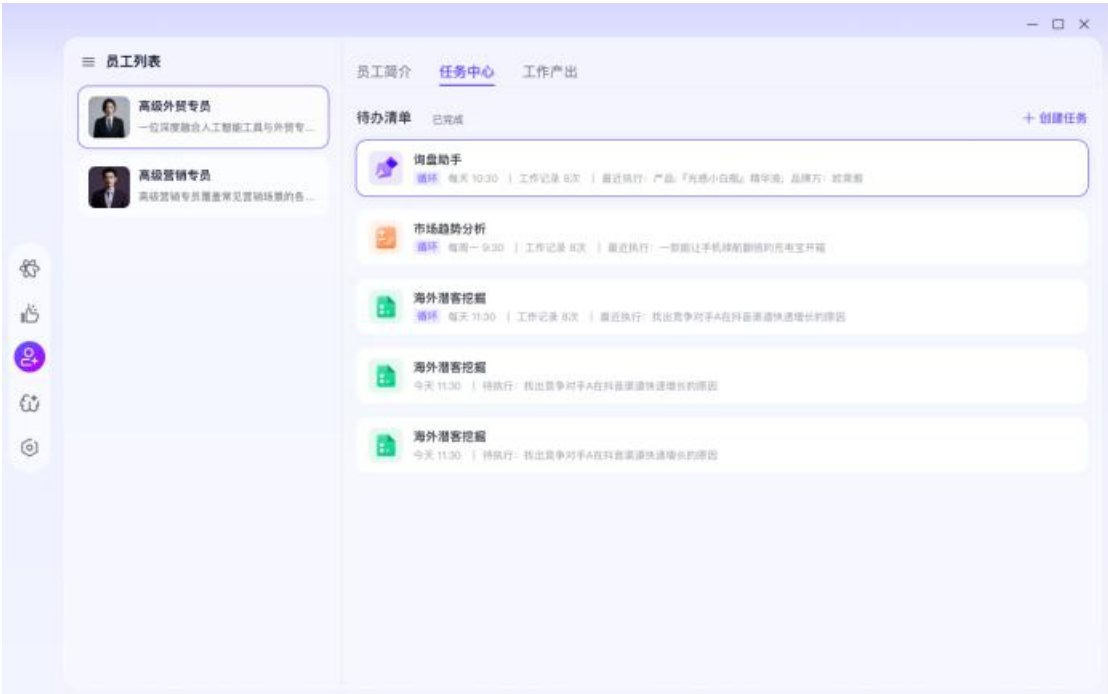 员工列表
高级外贸专员
一位深度融合人工智能工具与外贸专...
高级营销专员
高级营销专员覆盖常见营销场景的各...
员工简介 任务中心 工作产出
待办清单 已完成 + 创建任务
询盘助手
循环 每天 10:30 | 工作记录 8次 | 最近执行：产品:『光感小白瓶』精华液; 品牌方:
市场趋势分析
循环 每周一 9:30 | 工作记录 8次 | 最近执行：一款能让手机续航翻倍的充电宝开箱
海外潜客挖掘
循环 每天 11:30 | 工作记录 8次 | 最近执行：找出竞争对手A在抖音渠道快速增长的原因
海外潜客挖掘
今天 11:30 | 待执行：找出竞争对手A在抖音渠道快速增长的原因
海外潜客挖掘
今天 11:30 | 待执行：找出竞争对手A在抖音渠道快速增长的原因